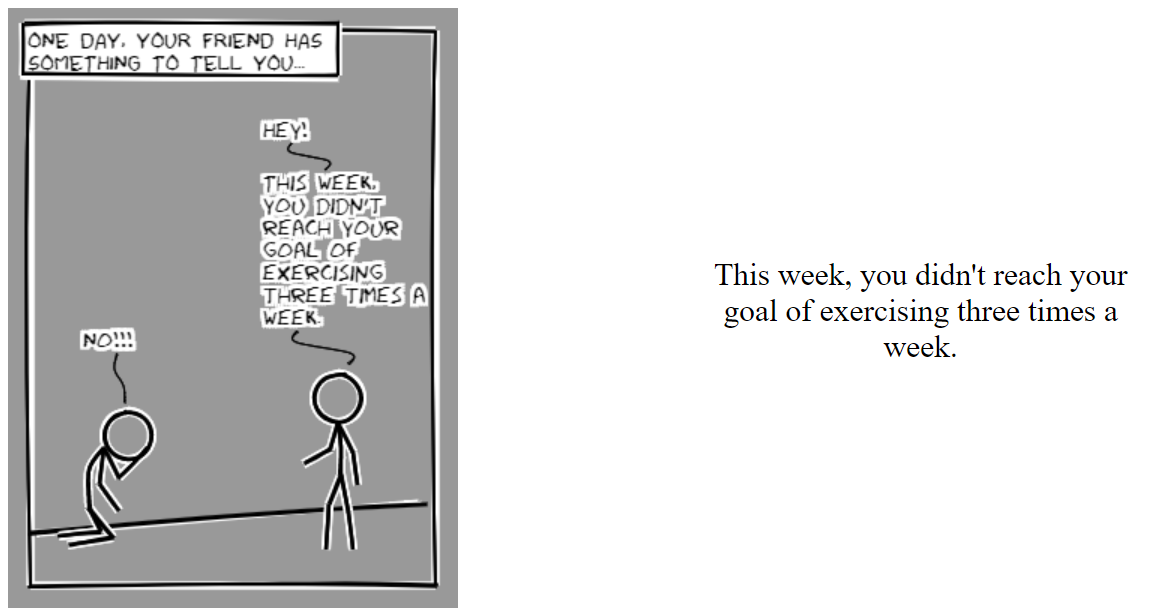 ONE DAY, YOUR FRIEND HAS
SOMETHING TO TELL YOU...
HEY!
THIS WEEK,
YOU DIDN'T
REACH YOUR
GOAL OF
EXERCISING
THREE TIMES A
WEEK.
NO!!!
This week, you didn't reach your
goal of exercising three times a
week.